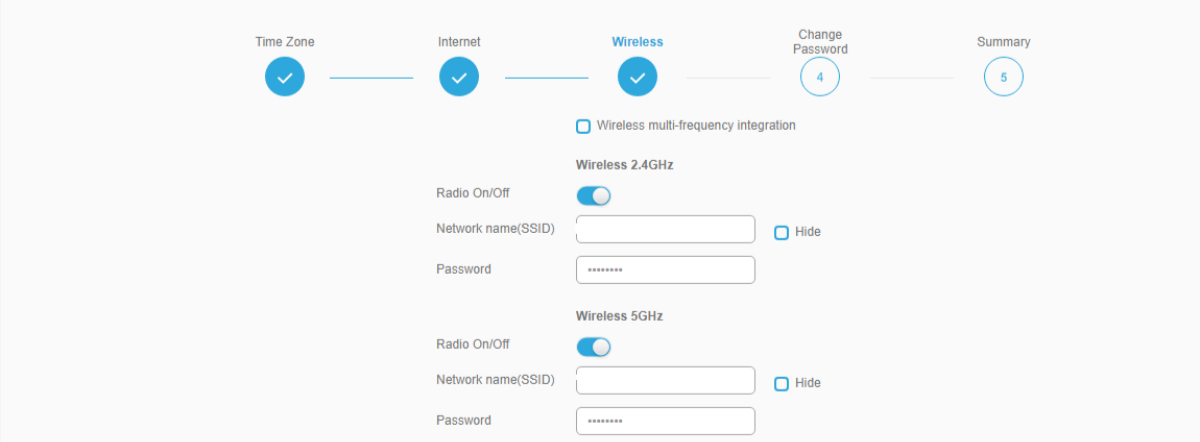 Time Zone
Internet
Wireless
Change
Password
Summary
4
5
Wireless multi-frequency integration
Wireless 2.4GHz
Radio On/Off
Network name(SSID)
Hide
Password
••••••••
Wireless 5GHz
Radio On/Off
Network name(SSID)
Hide
Password
••••••••